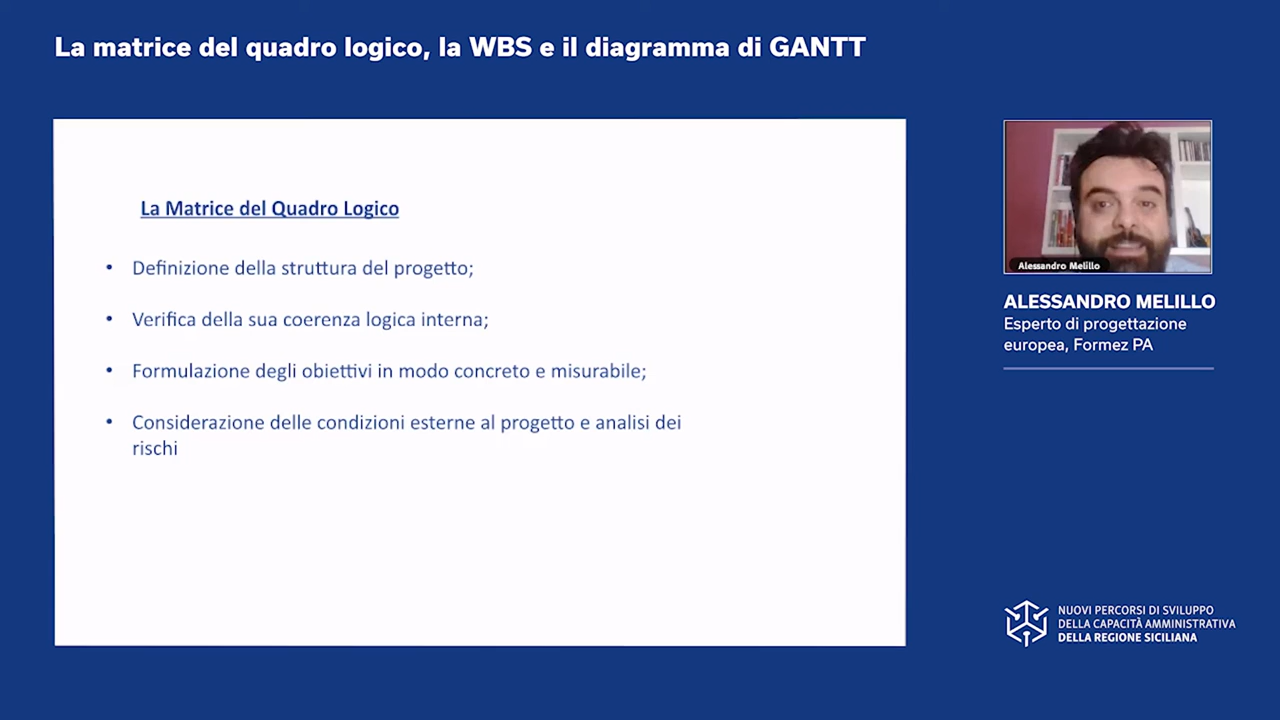 La matrice del quadro logico, la WBS e il diagramma di GANTT
La Matrice del Quadro Logico
• Definizione della struttura del progetto;
• Verifica della sua coerenza logica interna;
• Formulazione degli obiettivi in modo concreto e misurabile;
• Considerazione delle condizioni esterne al progetto e analisi dei
rischi
Alessandro Melillo
ALESSANDRO MELILLO
Esperto di progettazione
europea, Formez PA
NUOVI PERCORSI DI SVILUPPO
DELLA CAPACITÀ AMMINISTRATIVA
DELLA REGIONE SICILIANA